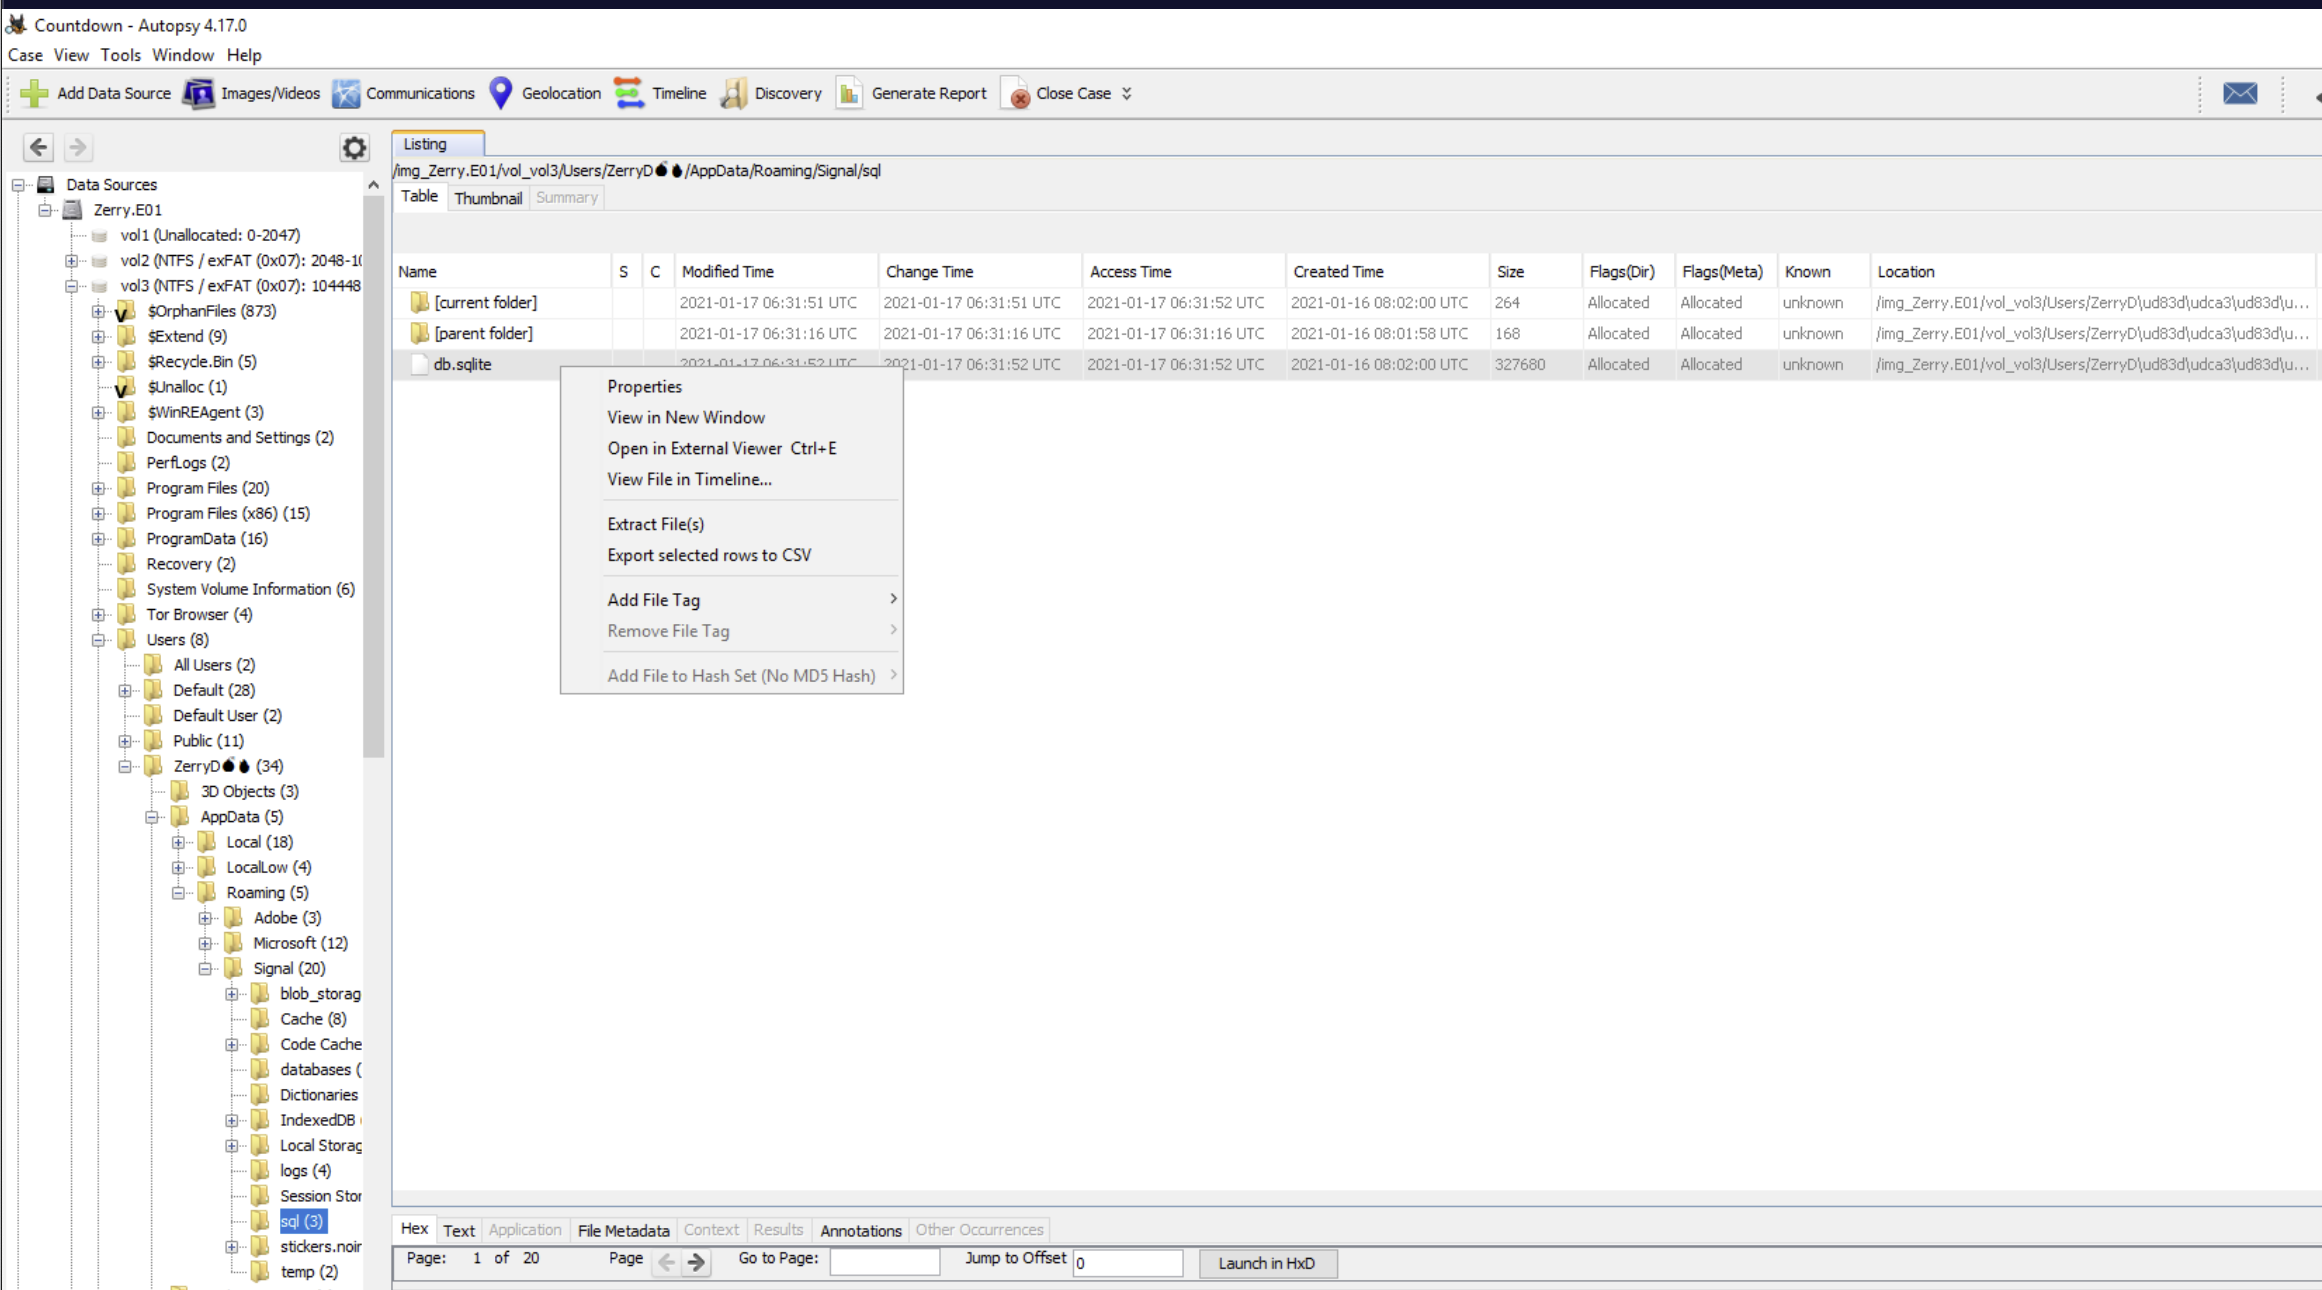 Countdown - Autopsy 4.17.0
Case View Tools Window Help
Add Data Source Images/Videos Communications Geolocation Timeline Discovery Generate Report Close Case
Listing
/img_Zerry.E01/vol_vol3/Users/ZerryD💣💧/AppData/Roaming/Signal/sql
Table Thumbnail Summary
Name S C Modified Time Change Time Access Time Created Time Size Flags(Dir) Flags(Meta) Known Location
[current folder] 2021-01-17 06:31:51 UTC 2021-01-17 06:31:51 UTC 2021-01-17 06:31:52 UTC 2021-01-16 08:02:00 UTC 264 Allocated Allocated unknown /img_Zerry.E01/vol_vol3/Users/ZerryD\ud83d\udca3\ud83d\u...
[parent folder] 2021-01-17 06:31:16 UTC 2021-01-17 06:31:16 UTC 2021-01-17 06:31:16 UTC 2021-01-16 08:01:58 UTC 168 Allocated Allocated unknown /img_Zerry.E01/vol_vol3/Users/ZerryD\ud83d\udca3\ud83d\u...
db.sqlite 2021-01-17 06:31:52 UTC 2021-01-17 06:31:52 UTC 2021-01-17 06:31:52 UTC 2021-01-16 08:02:00 UTC 327680 Allocated Allocated unknown /img_Zerry.E01/vol_vol3/Users/ZerryD\ud83d\udca3\ud83d\u...
Properties
View in New Window
Open in External Viewer Ctrl+E
View File in Timeline...
Extract File(s)
Export selected rows to CSV
Add File Tag
Remove File Tag
Add File to Hash Set (No MD5 Hash)
Data Sources
Zerry.E01
vol1 (Unallocated: 0-2047)
vol2 (NTFS / exFAT (0x07): 2048-10
vol3 (NTFS / exFAT (0x07): 104448
$OrphanFiles (873)
$Extend (9)
$Recycle.Bin (5)
$Unalloc (1)
$WinREAgent (3)
Documents and Settings (2)
PerfLogs (2)
Program Files (20)
Program Files (x86) (15)
ProgramData (16)
Recovery (2)
System Volume Information (6)
Tor Browser (4)
Users (8)
All Users (2)
Default (28)
Default User (2)
Public (11)
ZerryD💣💧 (34)
3D Objects (3)
AppData (5)
Local (18)
LocalLow (4)
Roaming (5)
Adobe (3)
Microsoft (12)
Signal (20)
blob_storag
Cache (8)
Code Cache
databases (
Dictionaries
IndexedDB
Local Storag
logs (4)
Session Stor
sql (3)
stickers.noir
temp (2)
Hex Text Application File Metadata Context Results Annotations Other Occurrences
Page: 1 of 20 Page Go to Page: Jump to Offset 0 Launch in HxD